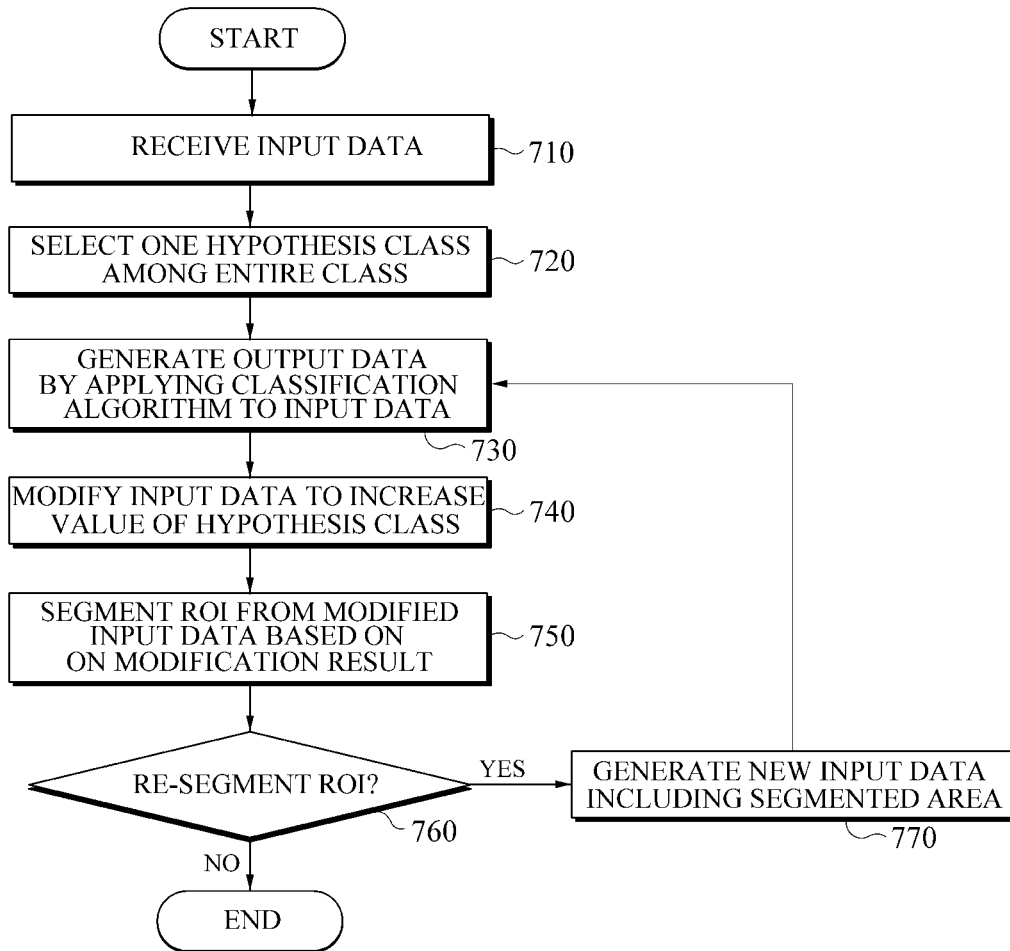 START
RECEIVE INPUT DATA
710
SELECT ONE HYPOTHESIS CLASS
AMONG ENTIRE CLASS
720
GENERATE OUTPUT DATA
BY APPLYING CLASSIFICATION
ALGORITHM TO INPUT DATA
730
MODIFY INPUT DATA TO INCREASE
VALUE OF HYPOTHESIS CLASS
740
SEGMENT ROI FROM MODIFIED
INPUT DATA BASED ON
ON MODIFICATION RESULT
750
RE-SEGMENT ROI?
760
YES
GENERATE NEW INPUT DATA
INCLUDING SEGMENTED AREA
770
NO
END